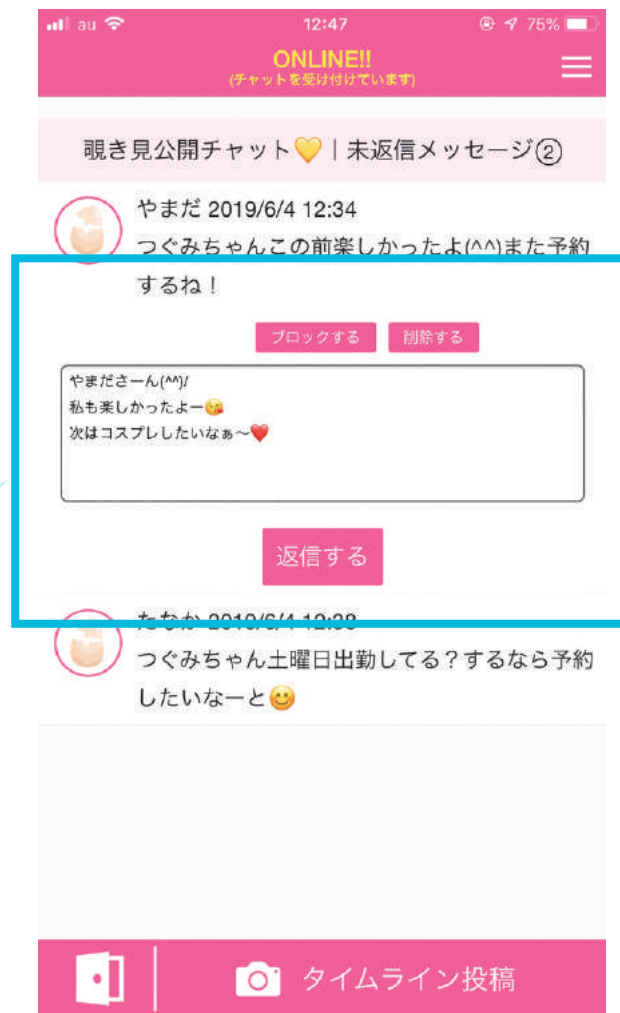 au 12:47 75%
ONLINE!!
(チャットを受け付けています)
覗き見公開チャット💛｜未返信メッセージ②
やまだ 2019/6/4 12:34
つぐみちゃんこの前楽しかったよ(^^)また予約
するね！
ブロックする 削除する
やまださーん(^^)/
私も楽しかったよー😘
次はコスプレしたいなぁ〜❤️
返信する
たなか 2019/6/4 12:38
つぐみちゃん土曜日出勤してる？するなら予約
したいなーと😊
タイムライン投稿